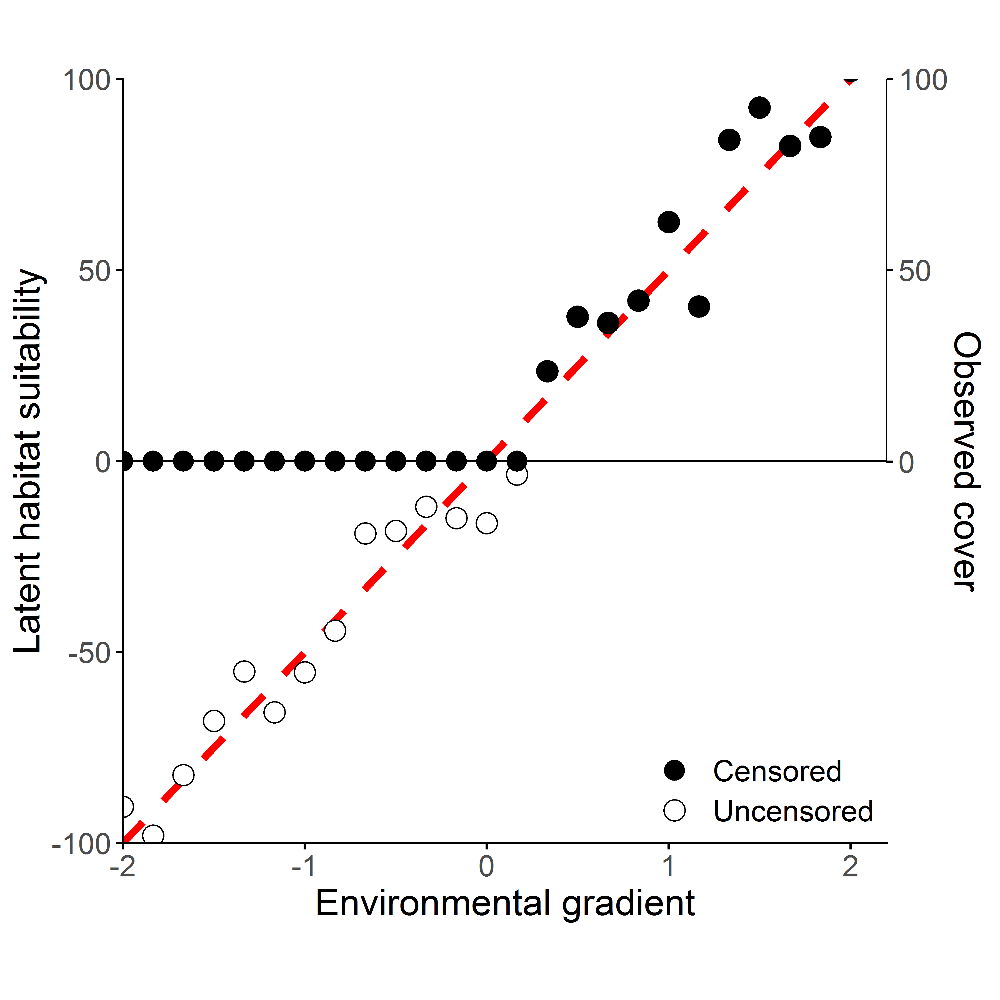 Latent habitat suitability
100
50
0
-50
-100
100
50
0
Observed cover
Censored
Uncensored
-2 -1 0 1 2
Environmental gradient